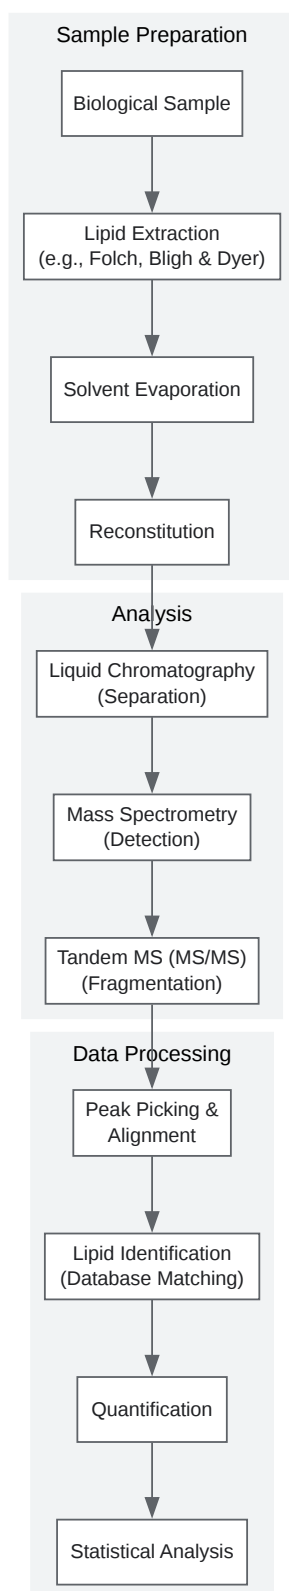 Sample Preparation
Biological Sample
Lipid Extraction
(e.g., Folch, Bligh & Dyer)
Solvent Evaporation
Reconstitution
Analysis
Liquid Chromatography
(Separation)
Mass Spectrometry
(Detection)
Tandem MS (MS/MS)
(Fragmentation)
Data Processing
Peak Picking &
Alignment
Lipid Identification
(Database Matching)
Quantification
Statistical Analysis